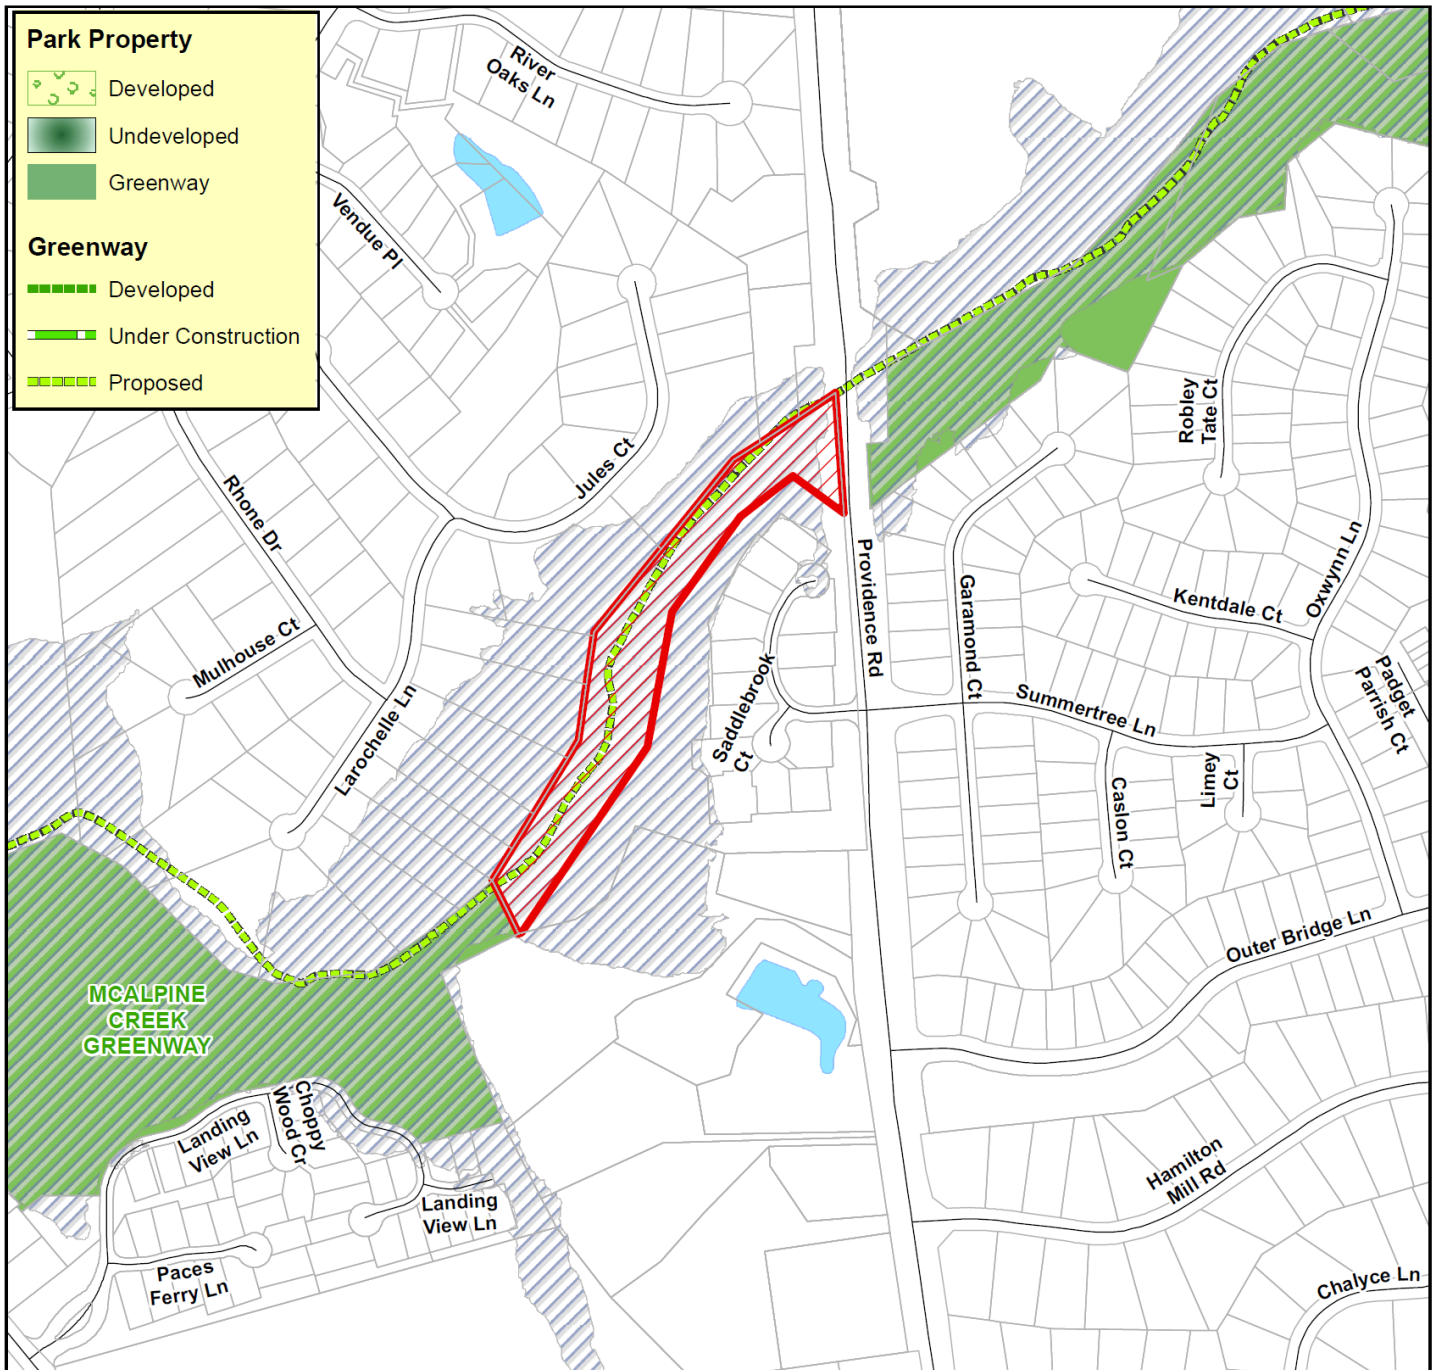 Park Property
Developed
Undeveloped
Greenway
Greenway
Developed
Under Construction
Proposed
River
Oaks Ln
Vendue Pl
Jules Ct
Rhone Dr
Mulhouse Ct
Larochelle Ln
Saddlebrook
Ct
Providence Rd
Garamond Ct
Robley
Tate Ct
Kentdale Ct
Oxwynn Ln
Padget
Parrish Ct
Summertree Ln
Limey
Ct
Caslon Ct
Outer Bridge Ln
Hamilton
Mill Rd
Chalyce Ln
MCALPINE
CREEK
GREENWAY
Landing
View Ln
Choppy
Wood Cr
Landing
View Ln
Paces
Ferry Ln